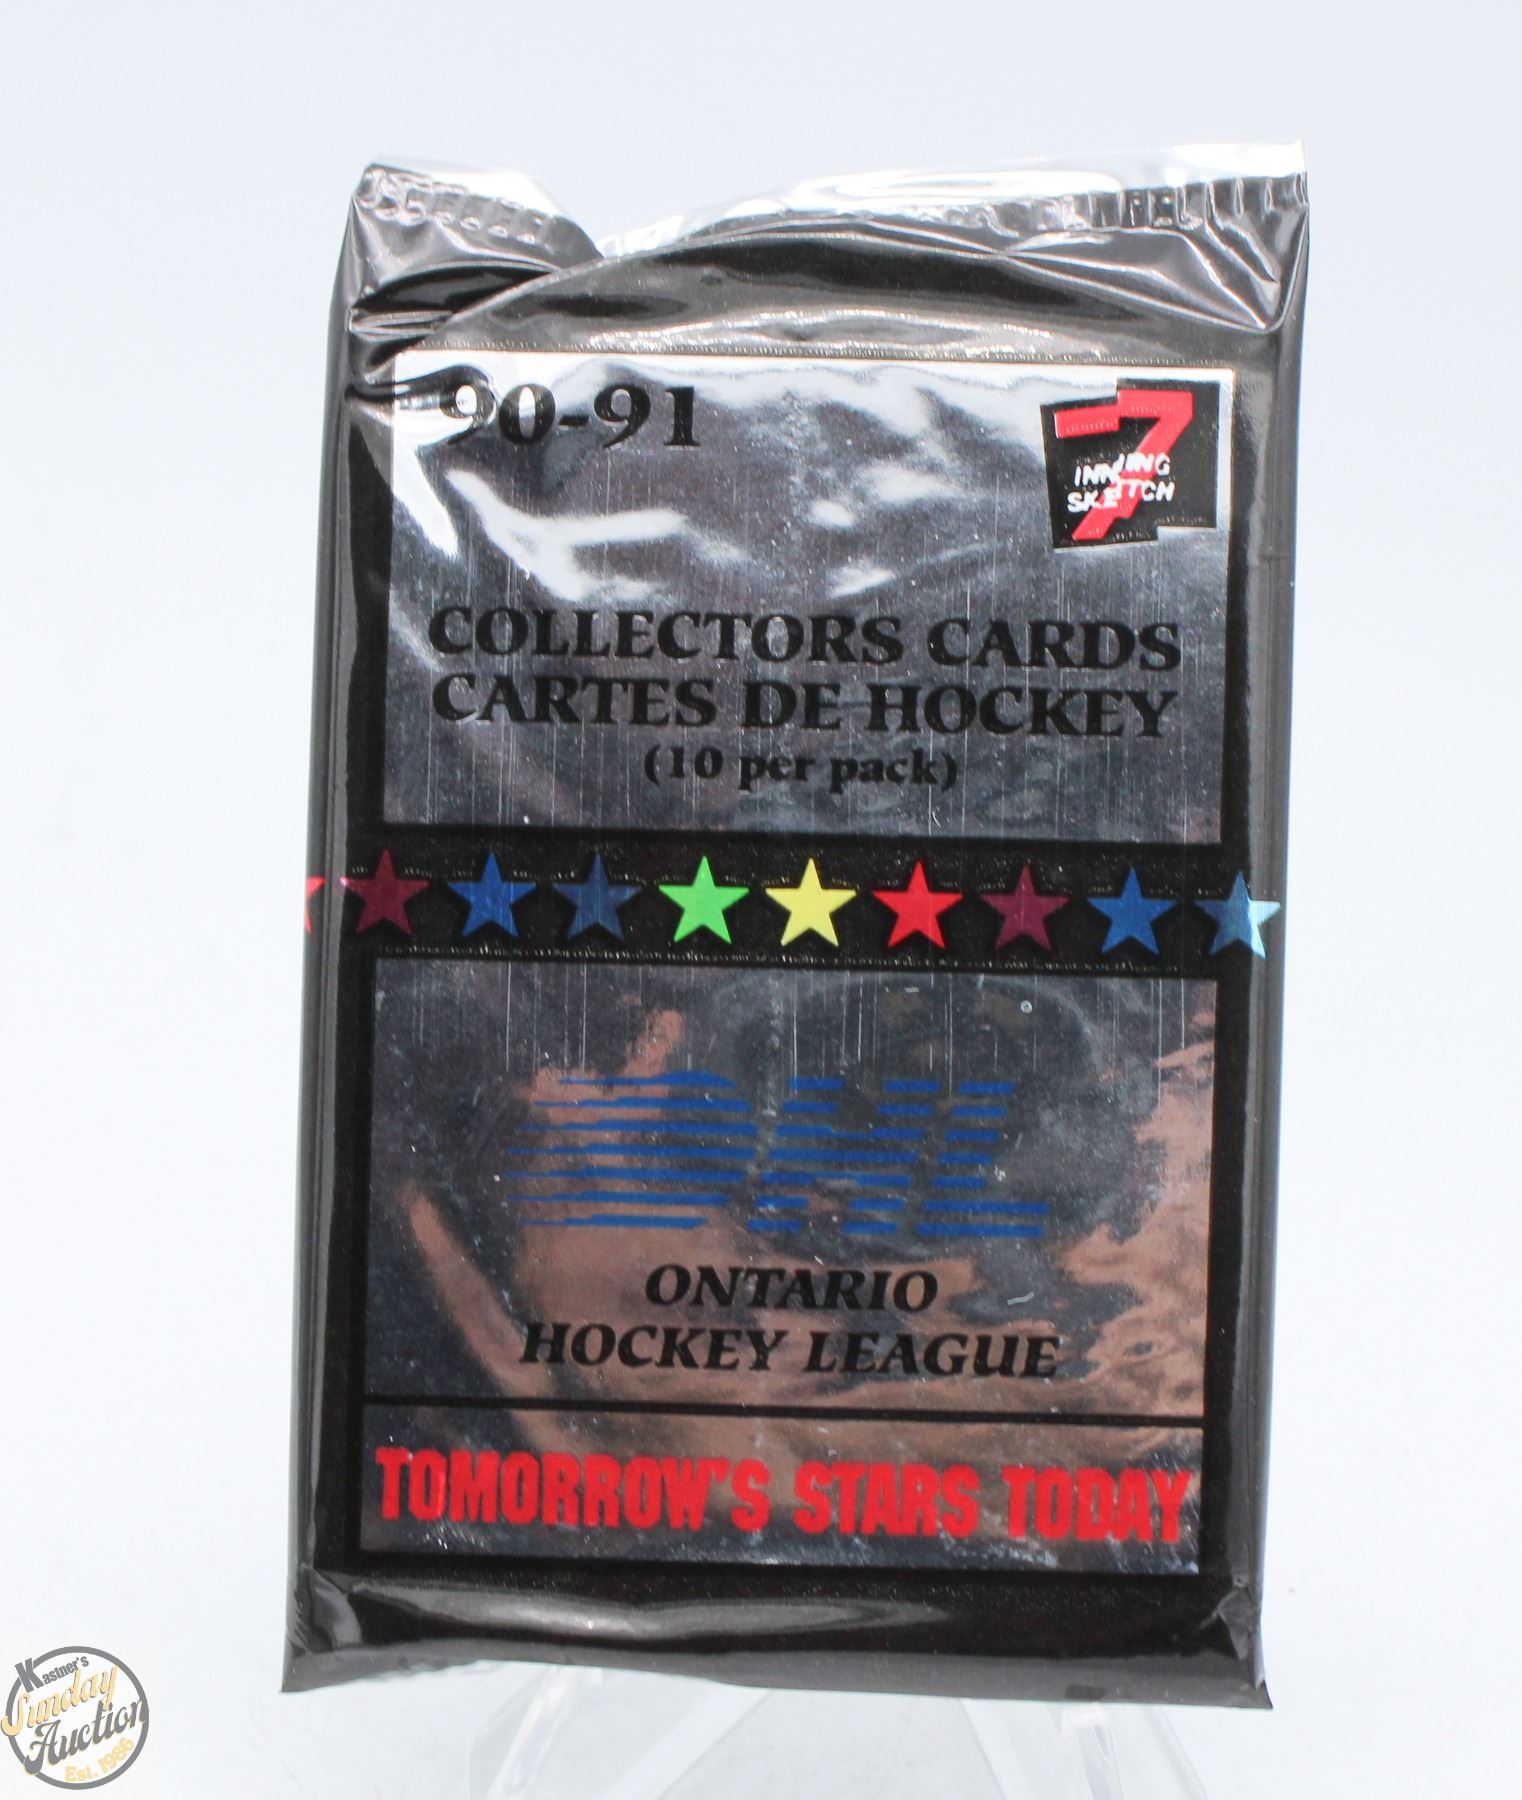 90-91
7
INNING
SKETCH
COLLECTORS CARDS
CARTES DE HOCKEY
(10 per pack)
OHL
ONTARIO
HOCKEY LEAGUE
TOMORROW'S STARS TODAY
Kastner's
Sunday
Auction
Est. 1986